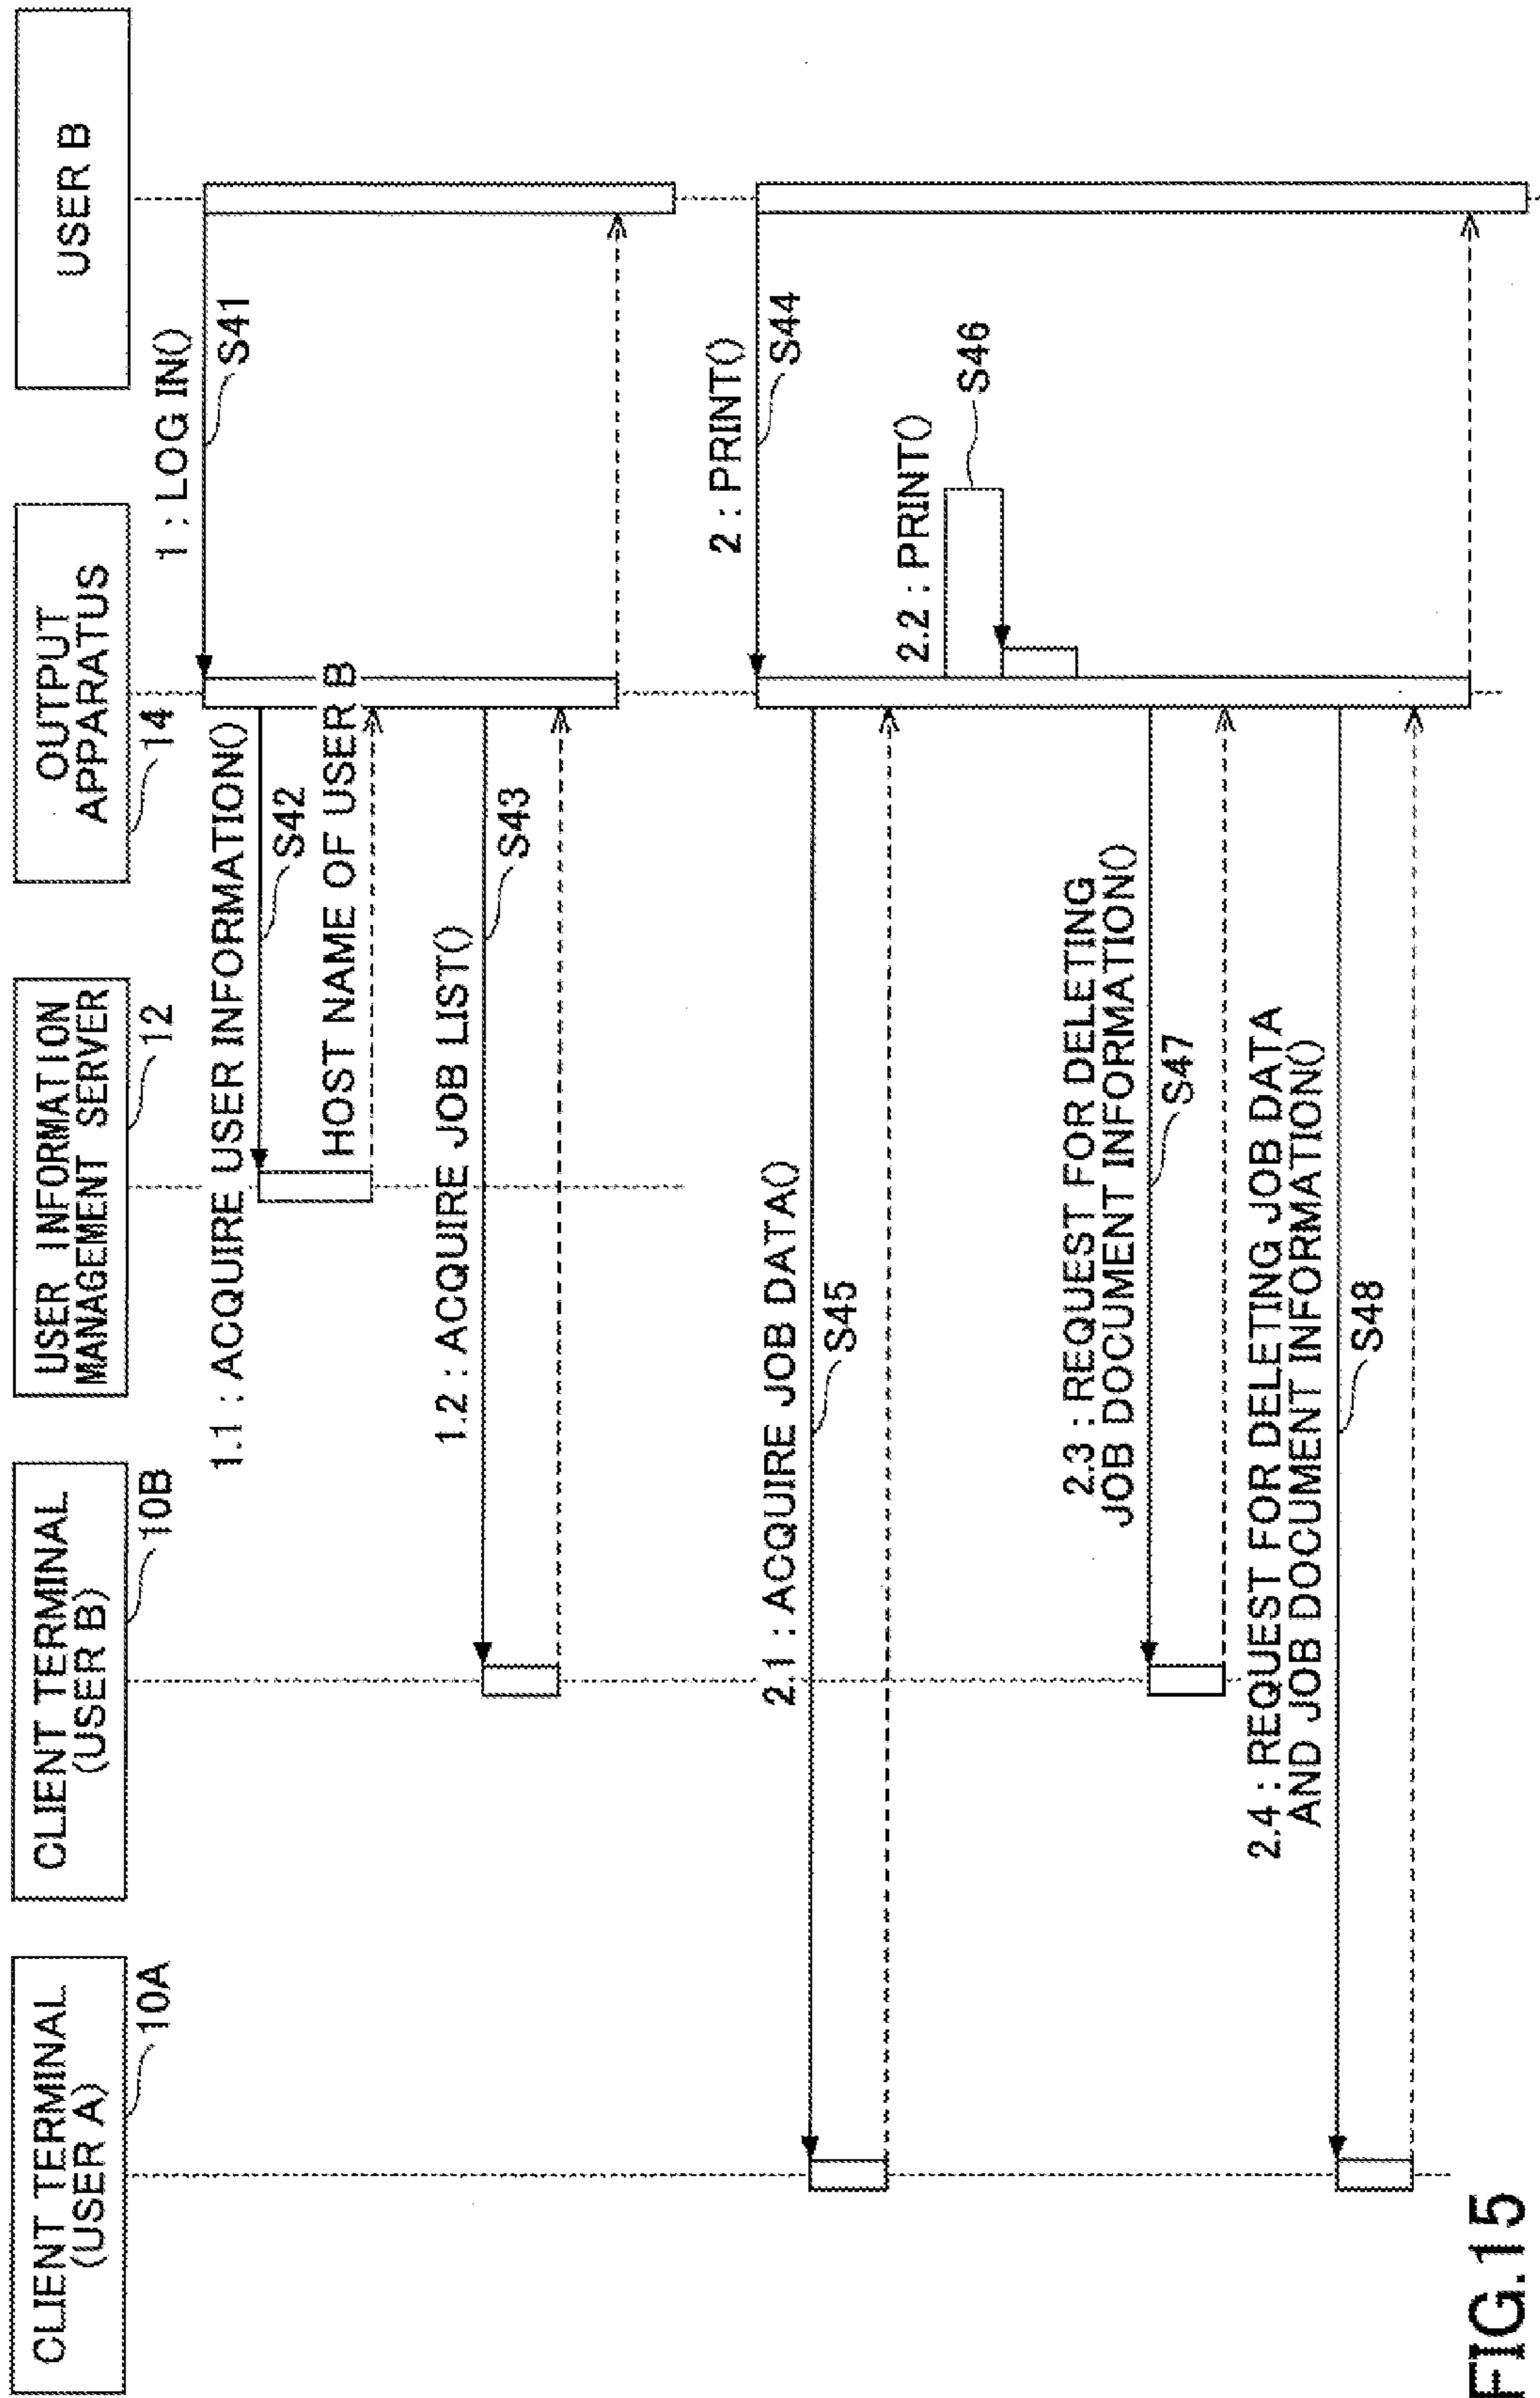 CLIENT TERMINAL
(USER A)
10A
CLIENT TERMINAL
(USER B)
10B
USER INFORMATION
MANAGEMENT SERVER
12
OUTPUT
APPARATUS
14
USER B
1 : LOG IN()
S41
1.1 : ACQUIRE USER INFORMATION()
S42
HOST NAME OF USER B
1.2 : ACQUIRE JOB LIST()
S43
2 : PRINT()
S44
2.1 : ACQUIRE JOB DATA()
S45
2.2 : PRINT()
S46
2.3 : REQUEST FOR DELETING
JOB DOCUMENT INFORMATION()
S47
2.4 : REQUEST FOR DELETING JOB DATA
AND JOB DOCUMENT INFORMATION()
S48
FIG.15